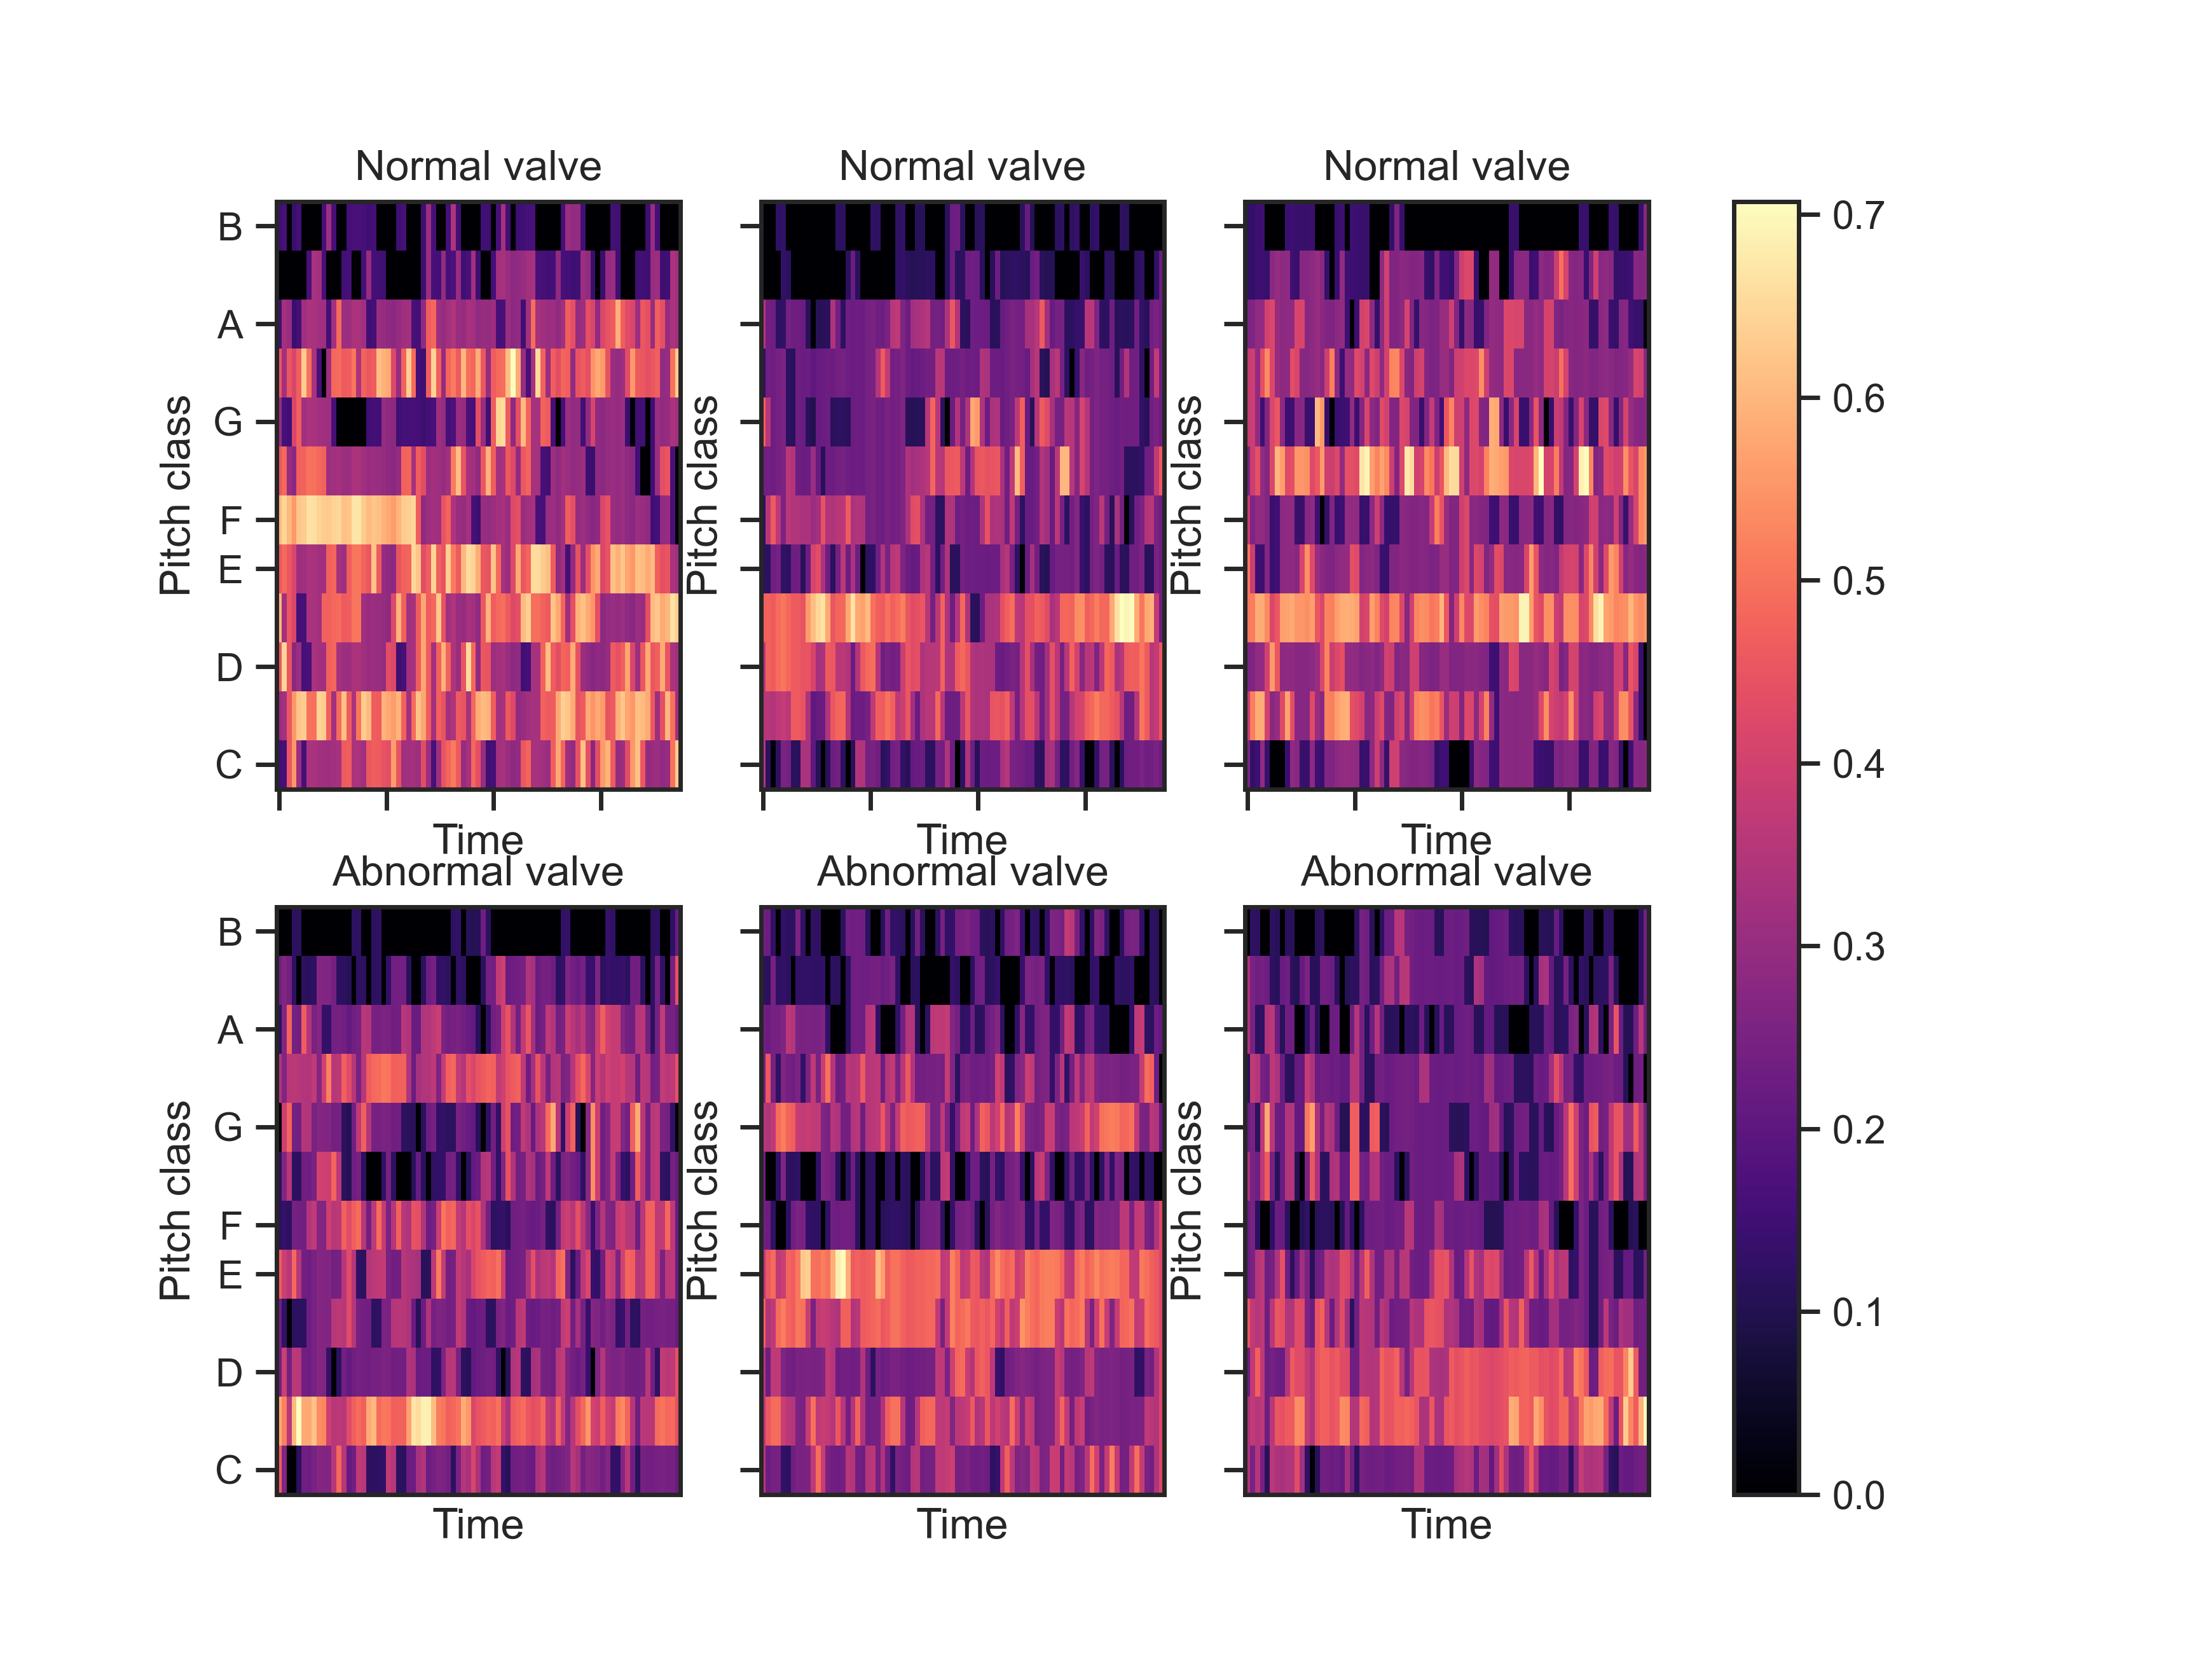 Normal valve
Normal valve
Normal valve
B
A
G
F
E
D
C
Pitch class
Pitch class
Pitch class
Time
Time
Time
Abnormal valve
Abnormal valve
Abnormal valve
B
A
G
F
E
D
C
Pitch class
Pitch class
Pitch class
Time
Time
Time
0.7
0.6
0.5
0.4
0.3
0.2
0.1
0.0